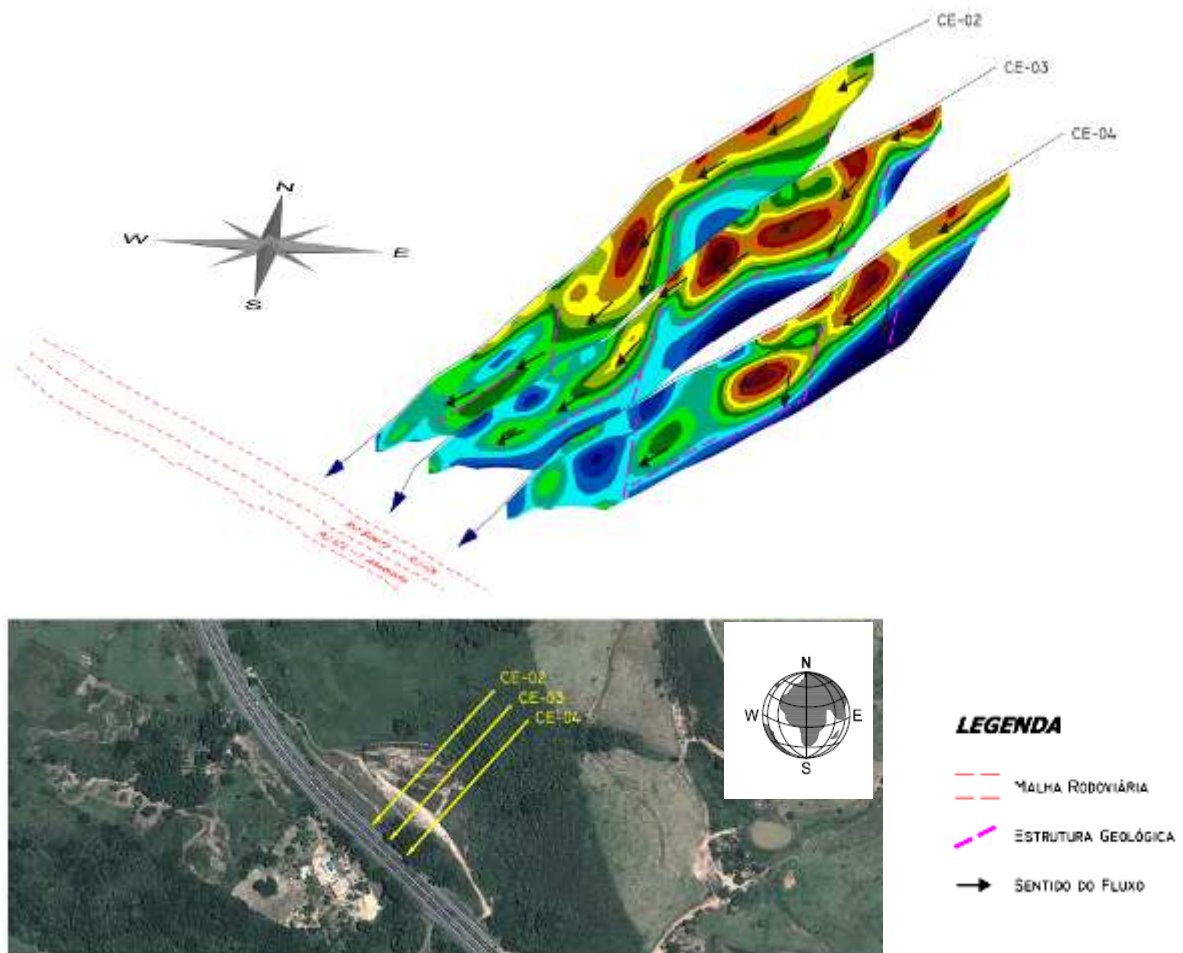 CE-02
CE-03
CE-04
N
W
E
S
CE-02
CE-03
CE-04
N
W
E
S
LEGENDA
MALHA RODOVIÁRIA
ESTRUTURA GEOLÓGICA
SENTIDO DO FLUXO